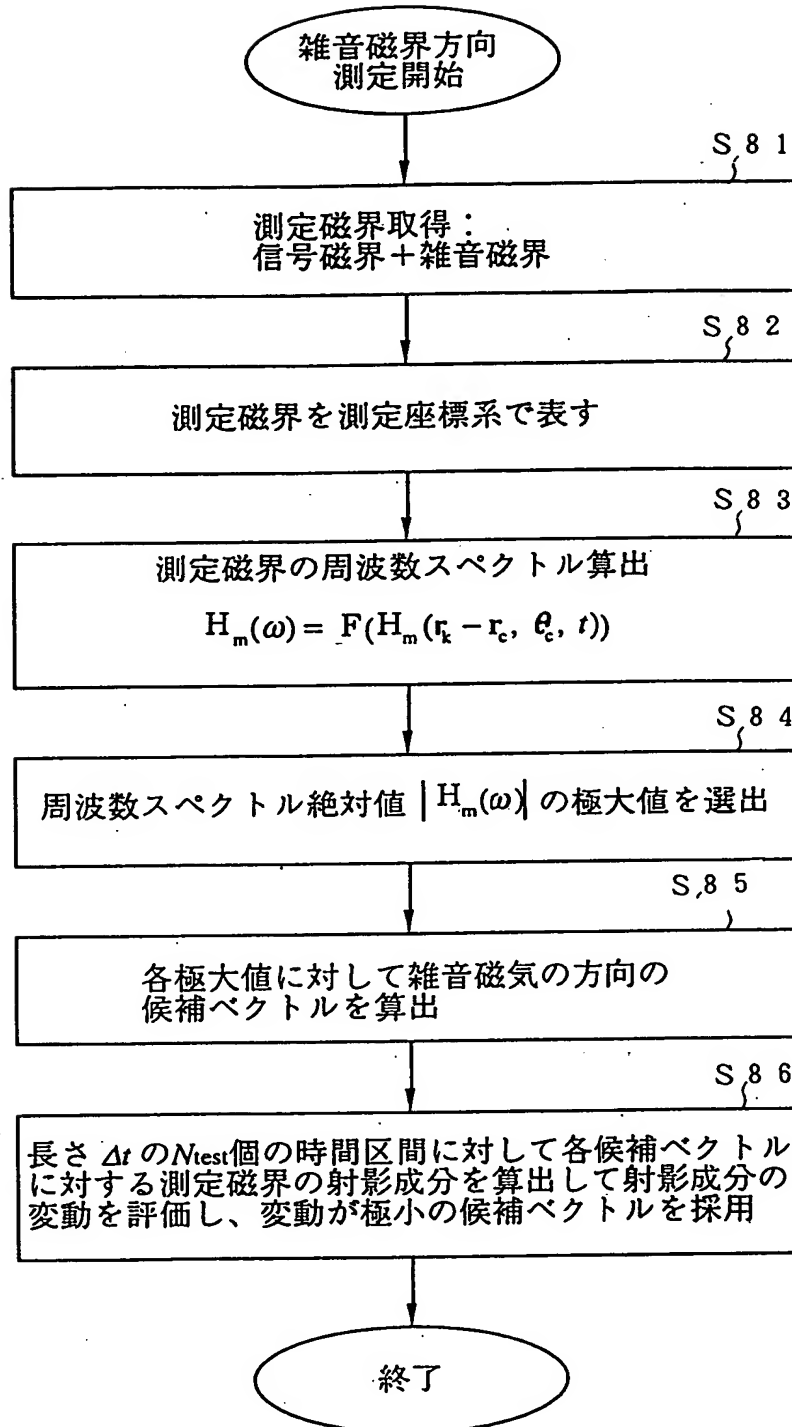 雑音磁界方向
測定開始
S81
測定磁界取得：
信号磁界＋雑音磁界
S82
測定磁界を測定座標系で表す
S83
測定磁界の周波数スペクトル算出
H_m(ω) = F(H_m(r_k − r_c, θ_c, t))
S84
周波数スペクトル絶対値 |H_m(ω)| の極大値を選出
S85
各極大値に対して雑音磁気の方向の
候補ベクトルを算出
S86
長さ Δt のNtest個の時間区間に対して各候補ベクトル
に対する測定磁界の射影成分を算出して射影成分の
変動を評価し、変動が極小の候補ベクトルを採用
終了